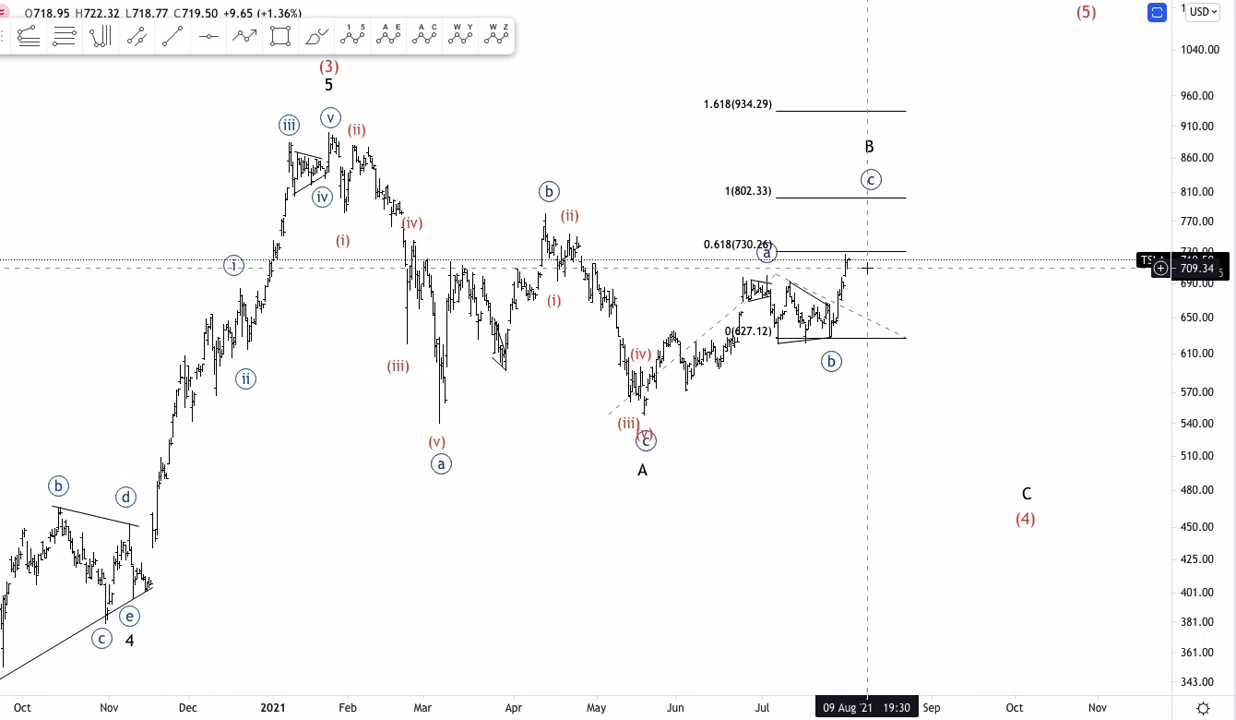 O718.95 H722.32 L718.77 C719.50 +9.65 (+1.36%)
(5)
USD
1 5
A E
A C
W Y
W Z
1040.00
(3)
5
960.00
1.618(934.29)
910.00
iii
v
(ii)
B
860.00
c
iv
b
1(802.33)
810.00
(iv)
(ii)
770.00
(i)
0.618(730.26)
730.00
a
i
TSLA
709.34
690.00
(i)
650.00
0(627.12)
(iv)
610.00
(iii)
b
ii
570.00
(iii)
(v)
540.00
(v)
c
a
A
510.00
b
d
480.00
C
(4)
450.00
425.00
401.00
e
381.00
c
4
361.00
343.00
Oct
Nov
Dec
2021
Feb
Mar
Apr
May
Jun
Jul
09 Aug '21 19:30
Sep
Oct
Nov